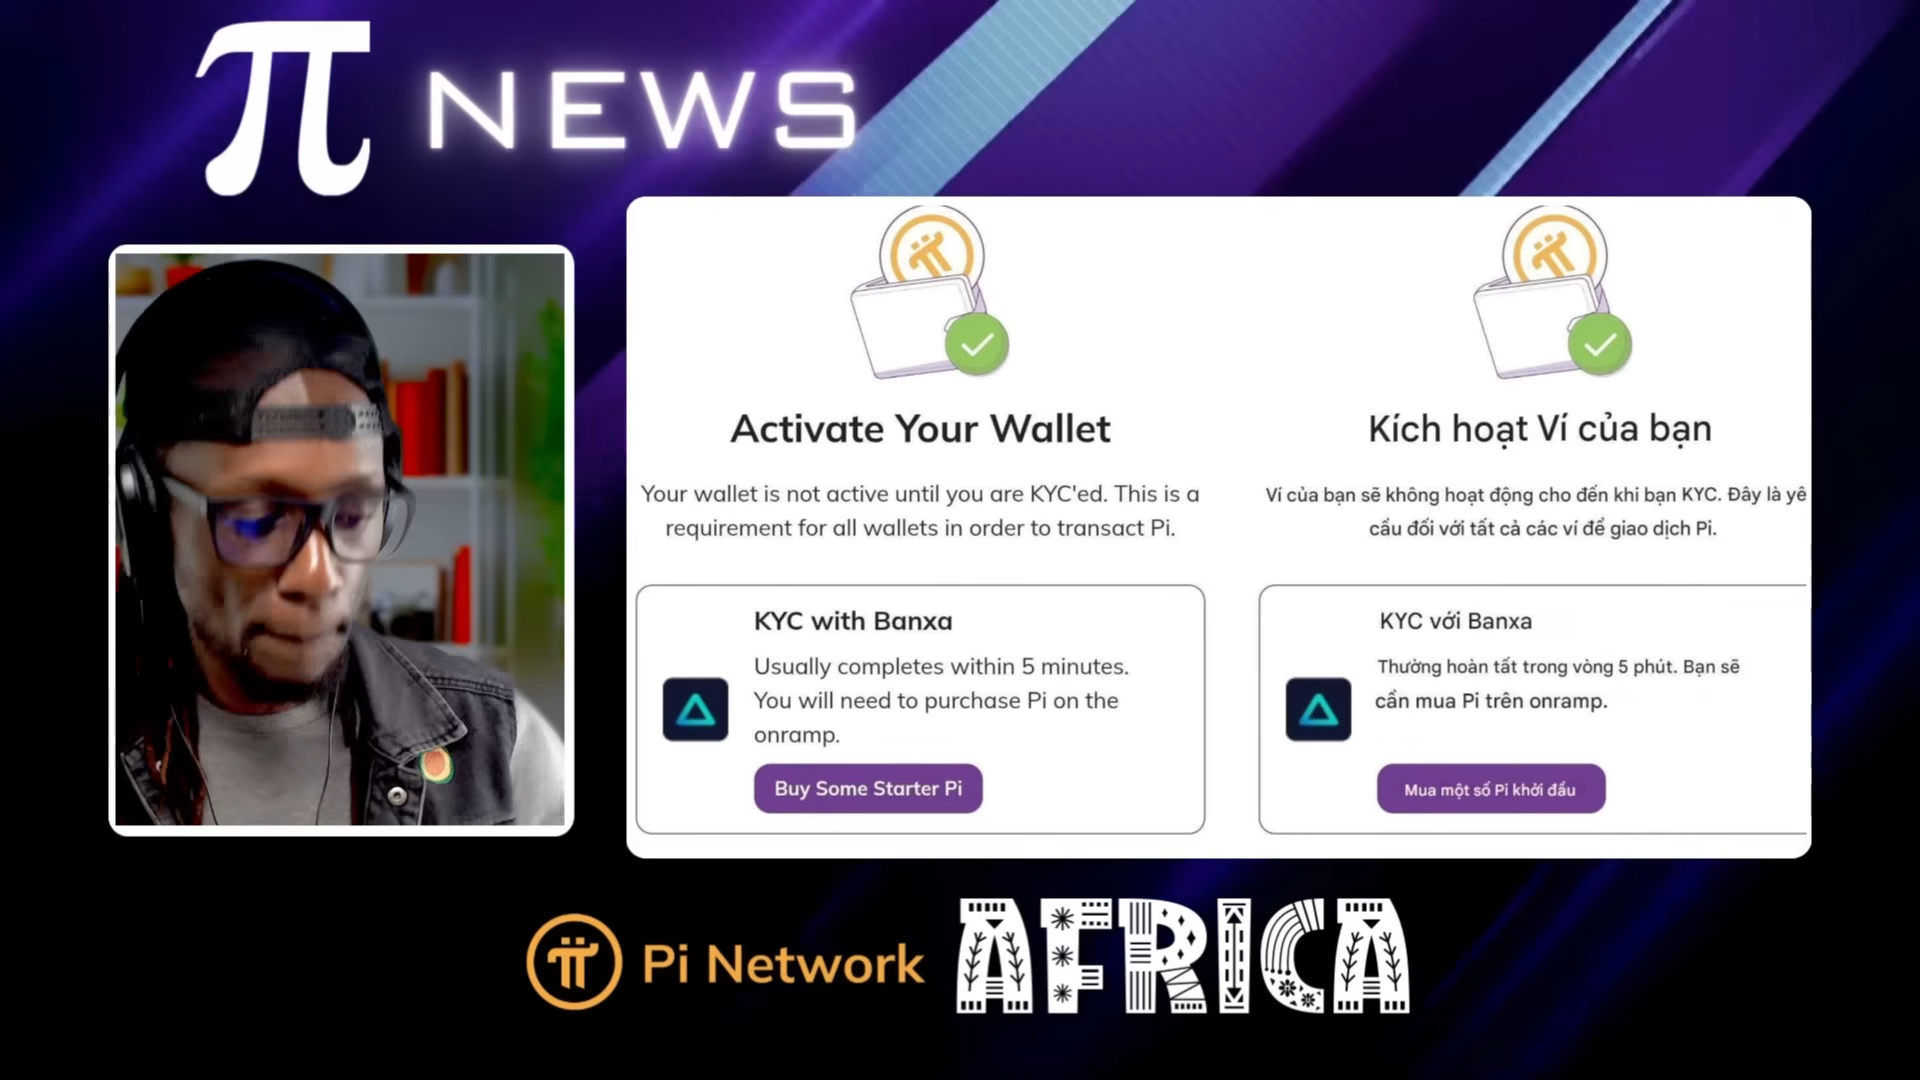 π NEWS
Activate Your Wallet
Your wallet is not active until you are KYC'ed. This is a
requirement for all wallets in order to transact Pi.
KYC with Banxa
Usually completes within 5 minutes.
You will need to purchase Pi on the
onramp.
Buy Some Starter Pi
Kích hoạt Ví của bạn
Ví của bạn sẽ không hoạt động cho đến khi bạn KYC. Đây là yê
cầu đối với tất cả các ví để giao dịch Pi.
KYC với Banxa
Thường hoàn tất trong vòng 5 phút. Bạn sẽ
cần mua Pi trên onramp.
Mua một số Pi khởi đầu
Pi Network AFRICA